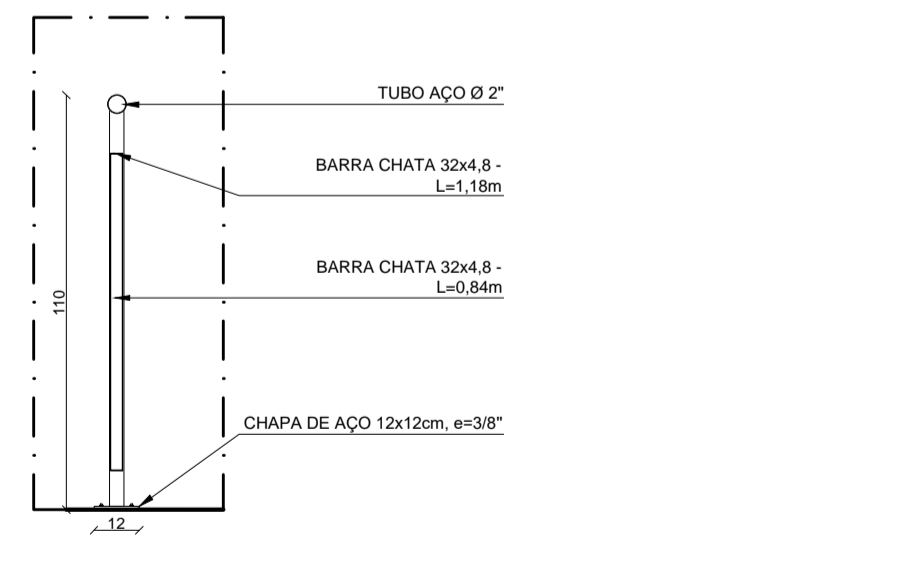 TUBO AÇO Ø 2"
BARRA CHATA 32x4,8 -
L=1,18m
BARRA CHATA 32x4,8 -
L=0,84m
110
CHAPA DE AÇO 12x12cm, e=3/8"
12